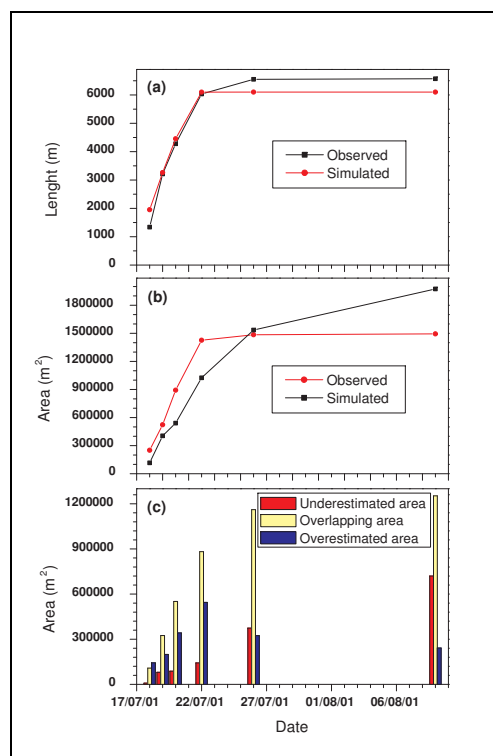 (a)
6000
5000
4000
3000
2000
1000
0
Lenght (m)
Observed
Simulated
(b)
1800000
1500000
1200000
900000
600000
300000
0
Area (m²)
Observed
Simulated
(c)
1200000
900000
600000
300000
0
Area (m²)
Underestimated area
Overlapping area
Overestimated area
17/07/01 22/07/01 27/07/01 01/08/01 06/08/01
Date